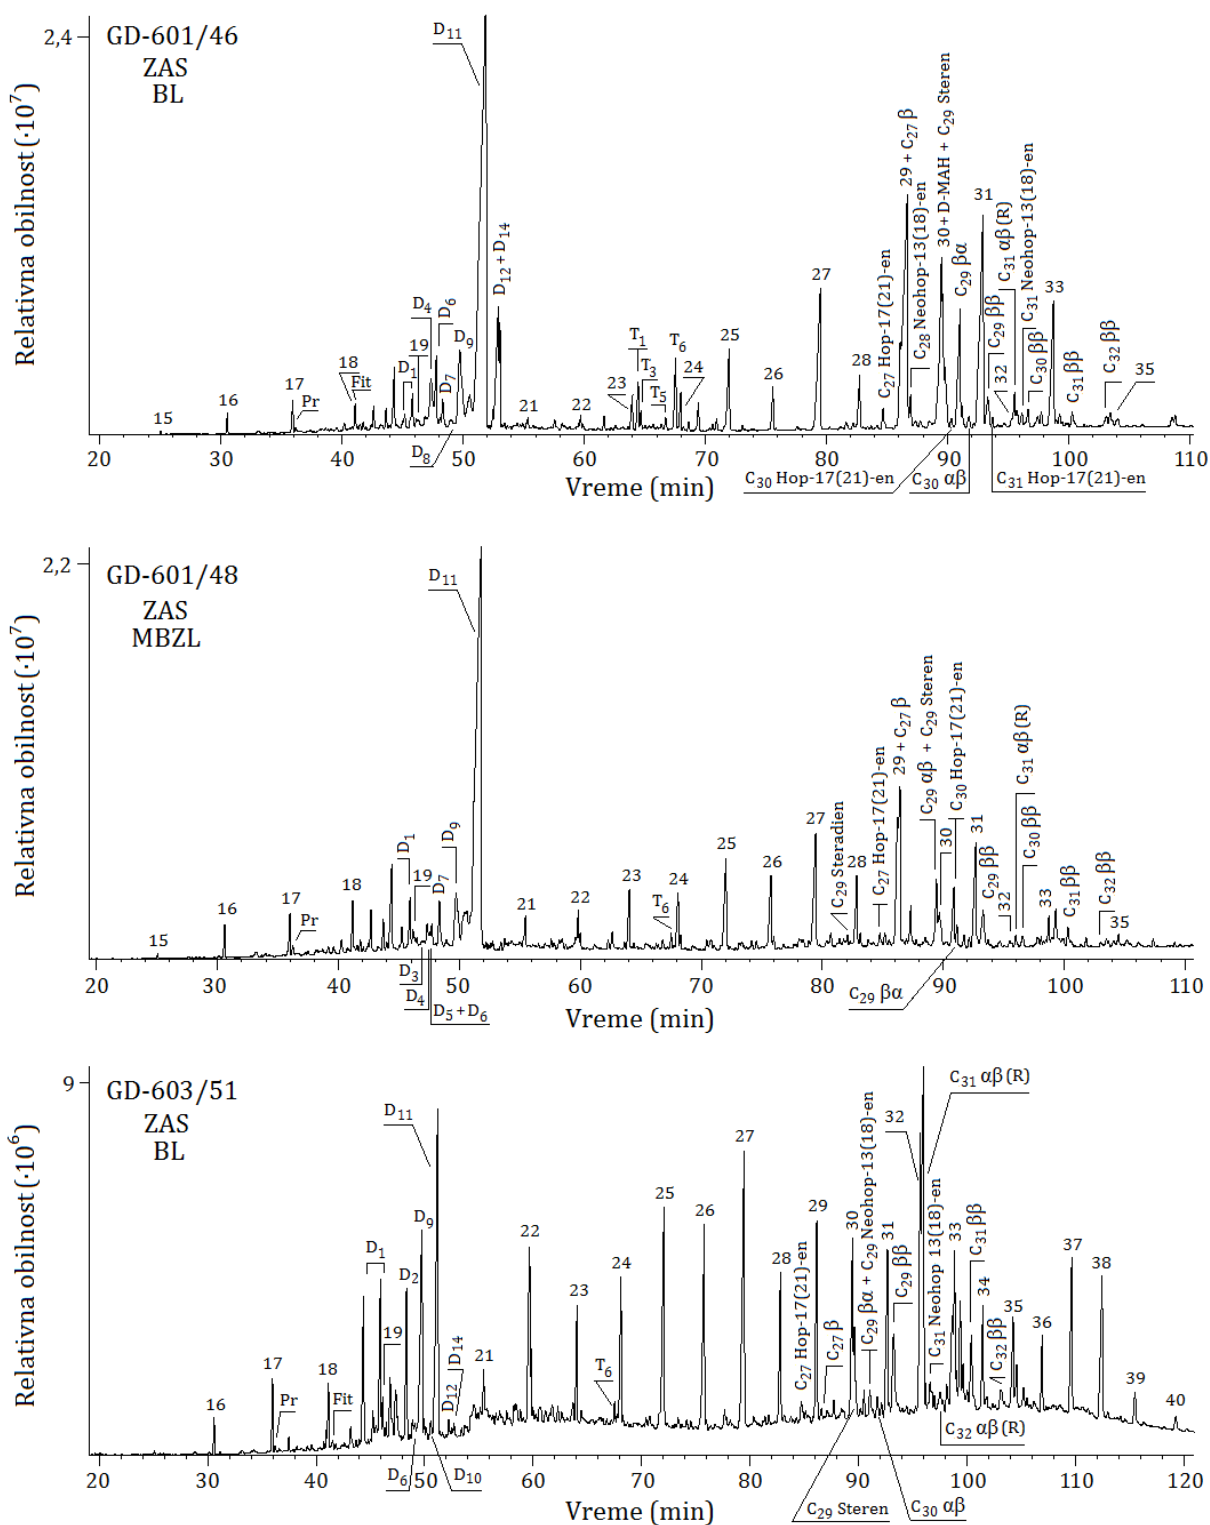 2,4
GD-601/46
ZAS
BL
Relativna obilnost (·10⁷)
D₁₁
15
16
17
Pr
18
Fit
D₁
19
D₄
D₆
D₇
D₈
D₉
D₁₂ + D₁₄
21
22
23
T₁
T₃
T₅
T₆
24
25
26
27
28
C₂₇ Hop-17(21)-en
29 + C₂₇ β
C₂₈ Neohop-13(18)-en
30 + D-MAH + C₂₉ Steren
C₂₉ βα
31
C₂₉ ββ
32
C₃₁ αβ (R)
C₃₁ Neohop-13(18)-en
C₃₀ ββ
33
C₃₁ ββ
C₃₂ ββ
35
20 30 40 50 60 70 80 90 100 110
C₃₀ Hop-17(21)-en
C₃₀ αβ
C₃₁ Hop-17(21)-en
Vreme (min)
2,2
GD-601/48
ZAS
MBZL
Relativna obilnost (·10⁷)
D₁₁
15
16
17
Pr
18
D₁
19
D₇
D₉
21
22
23
T₆
24
25
26
27
C₂₉ Steradien
28
C₂₇ Hop-17(21)-en
29 + C₂₇ β
C₂₉ αβ + C₂₉ Steren
30
C₃₀ Hop-17(21)-en
31
C₂₉ ββ
32
C₃₁ αβ (R)
C₃₀ ββ
33
C₃₁ ββ
C₃₂ ββ
35
20 30 40 50 60 70 80 90 100 110
D₃
D₄
D₅ + D₆
C₂₉ βα
Vreme (min)
9
GD-603/51
ZAS
BL
Relativna obilnost (·10⁶)
16
17
Pr
18
Fit
D₁
19
D₂
D₉
D₁₁
D₁₂
D₁₄
21
22
23
T₆
24
25
26
27
28
C₂₇ Hop-17(21)-en
29
C₂₇ β
30
C₂₉ βα + C₂₉ Neohop-13(18)-en
31
C₂₉ ββ
32
C₃₁ αβ (R)
C₃₁ Neohop 13(18)-en
33
C₃₁ ββ
34
C₃₂ ββ
35
36
37
38
39
40
C₃₂ αβ (R)
20 30 40 50 60 70 80 90 100 110 120
D₆
D₁₀
C₂₉ Steren
C₃₀ αβ
Vreme (min)